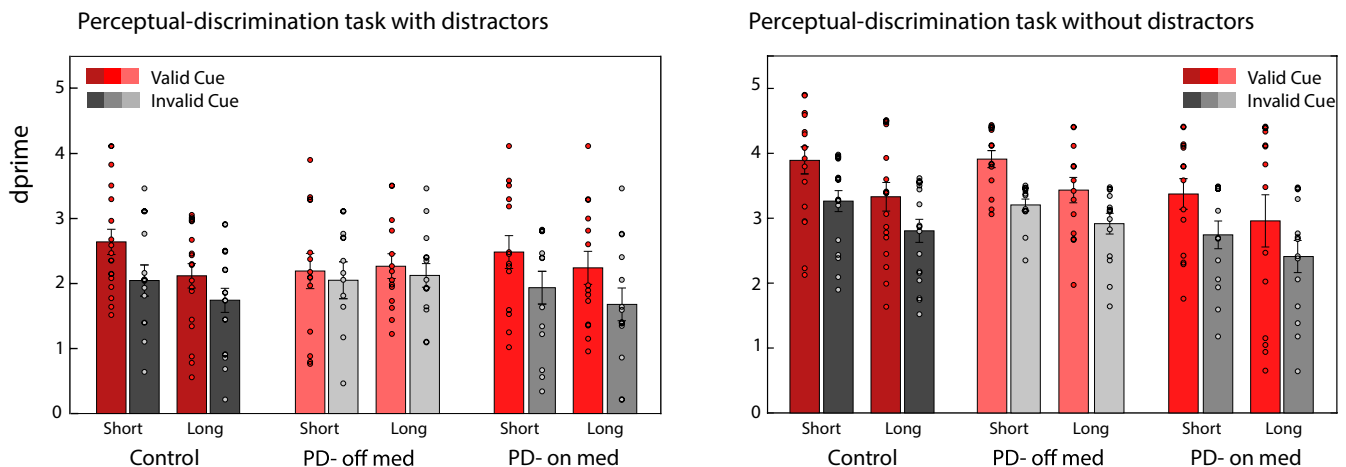 Perceptual-discrimination task with distractors
5
Valid Cue
Invalid Cue
4
dprime
3
2
1
0
Short Long Short Long Short Long
Control PD- off med PD- on med
Perceptual-discrimination task without distractors
5
Valid Cue
Invalid Cue
4
3
2
1
0
Short Long Short Long Short Long
Control PD- off med PD- on med